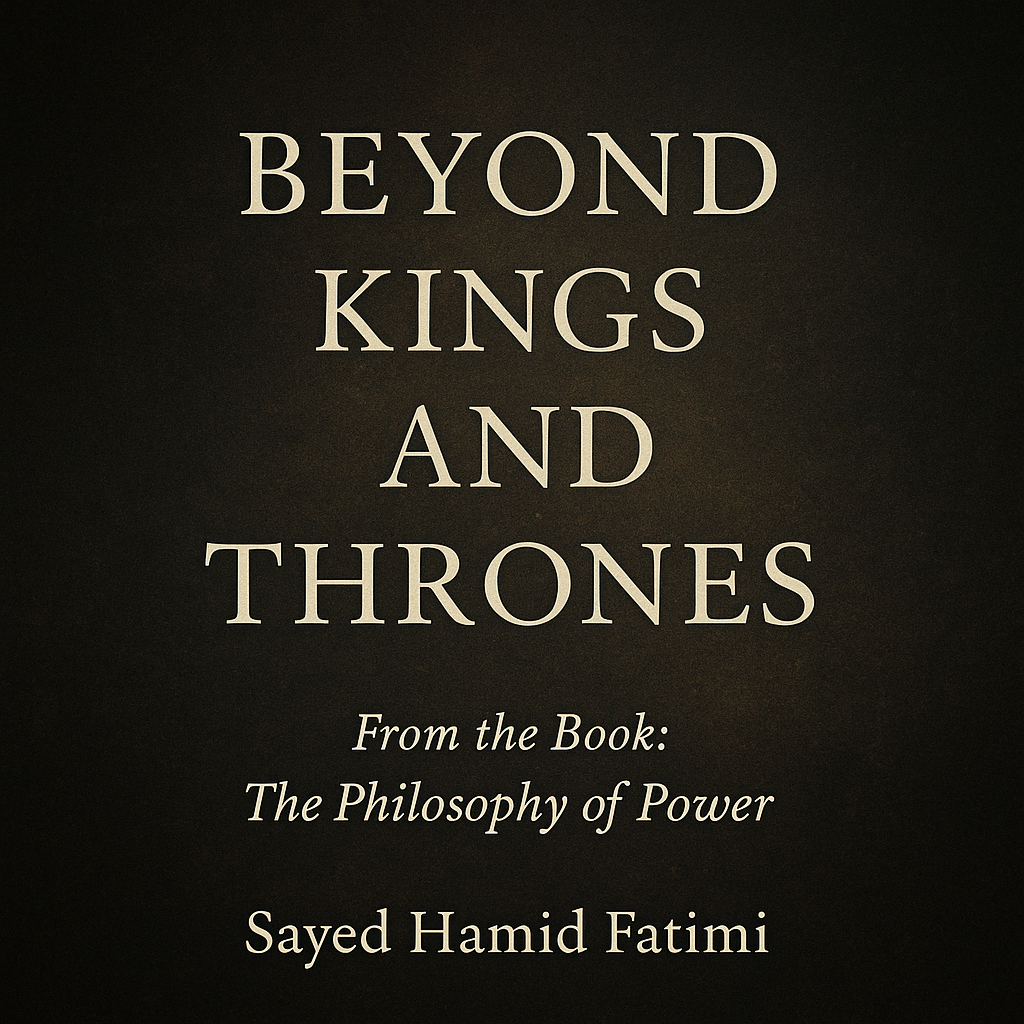 BEYOND
KINGS
AND
THRONES
From the Book:
The Philosophy of Power
Sayed Hamid Fatimi